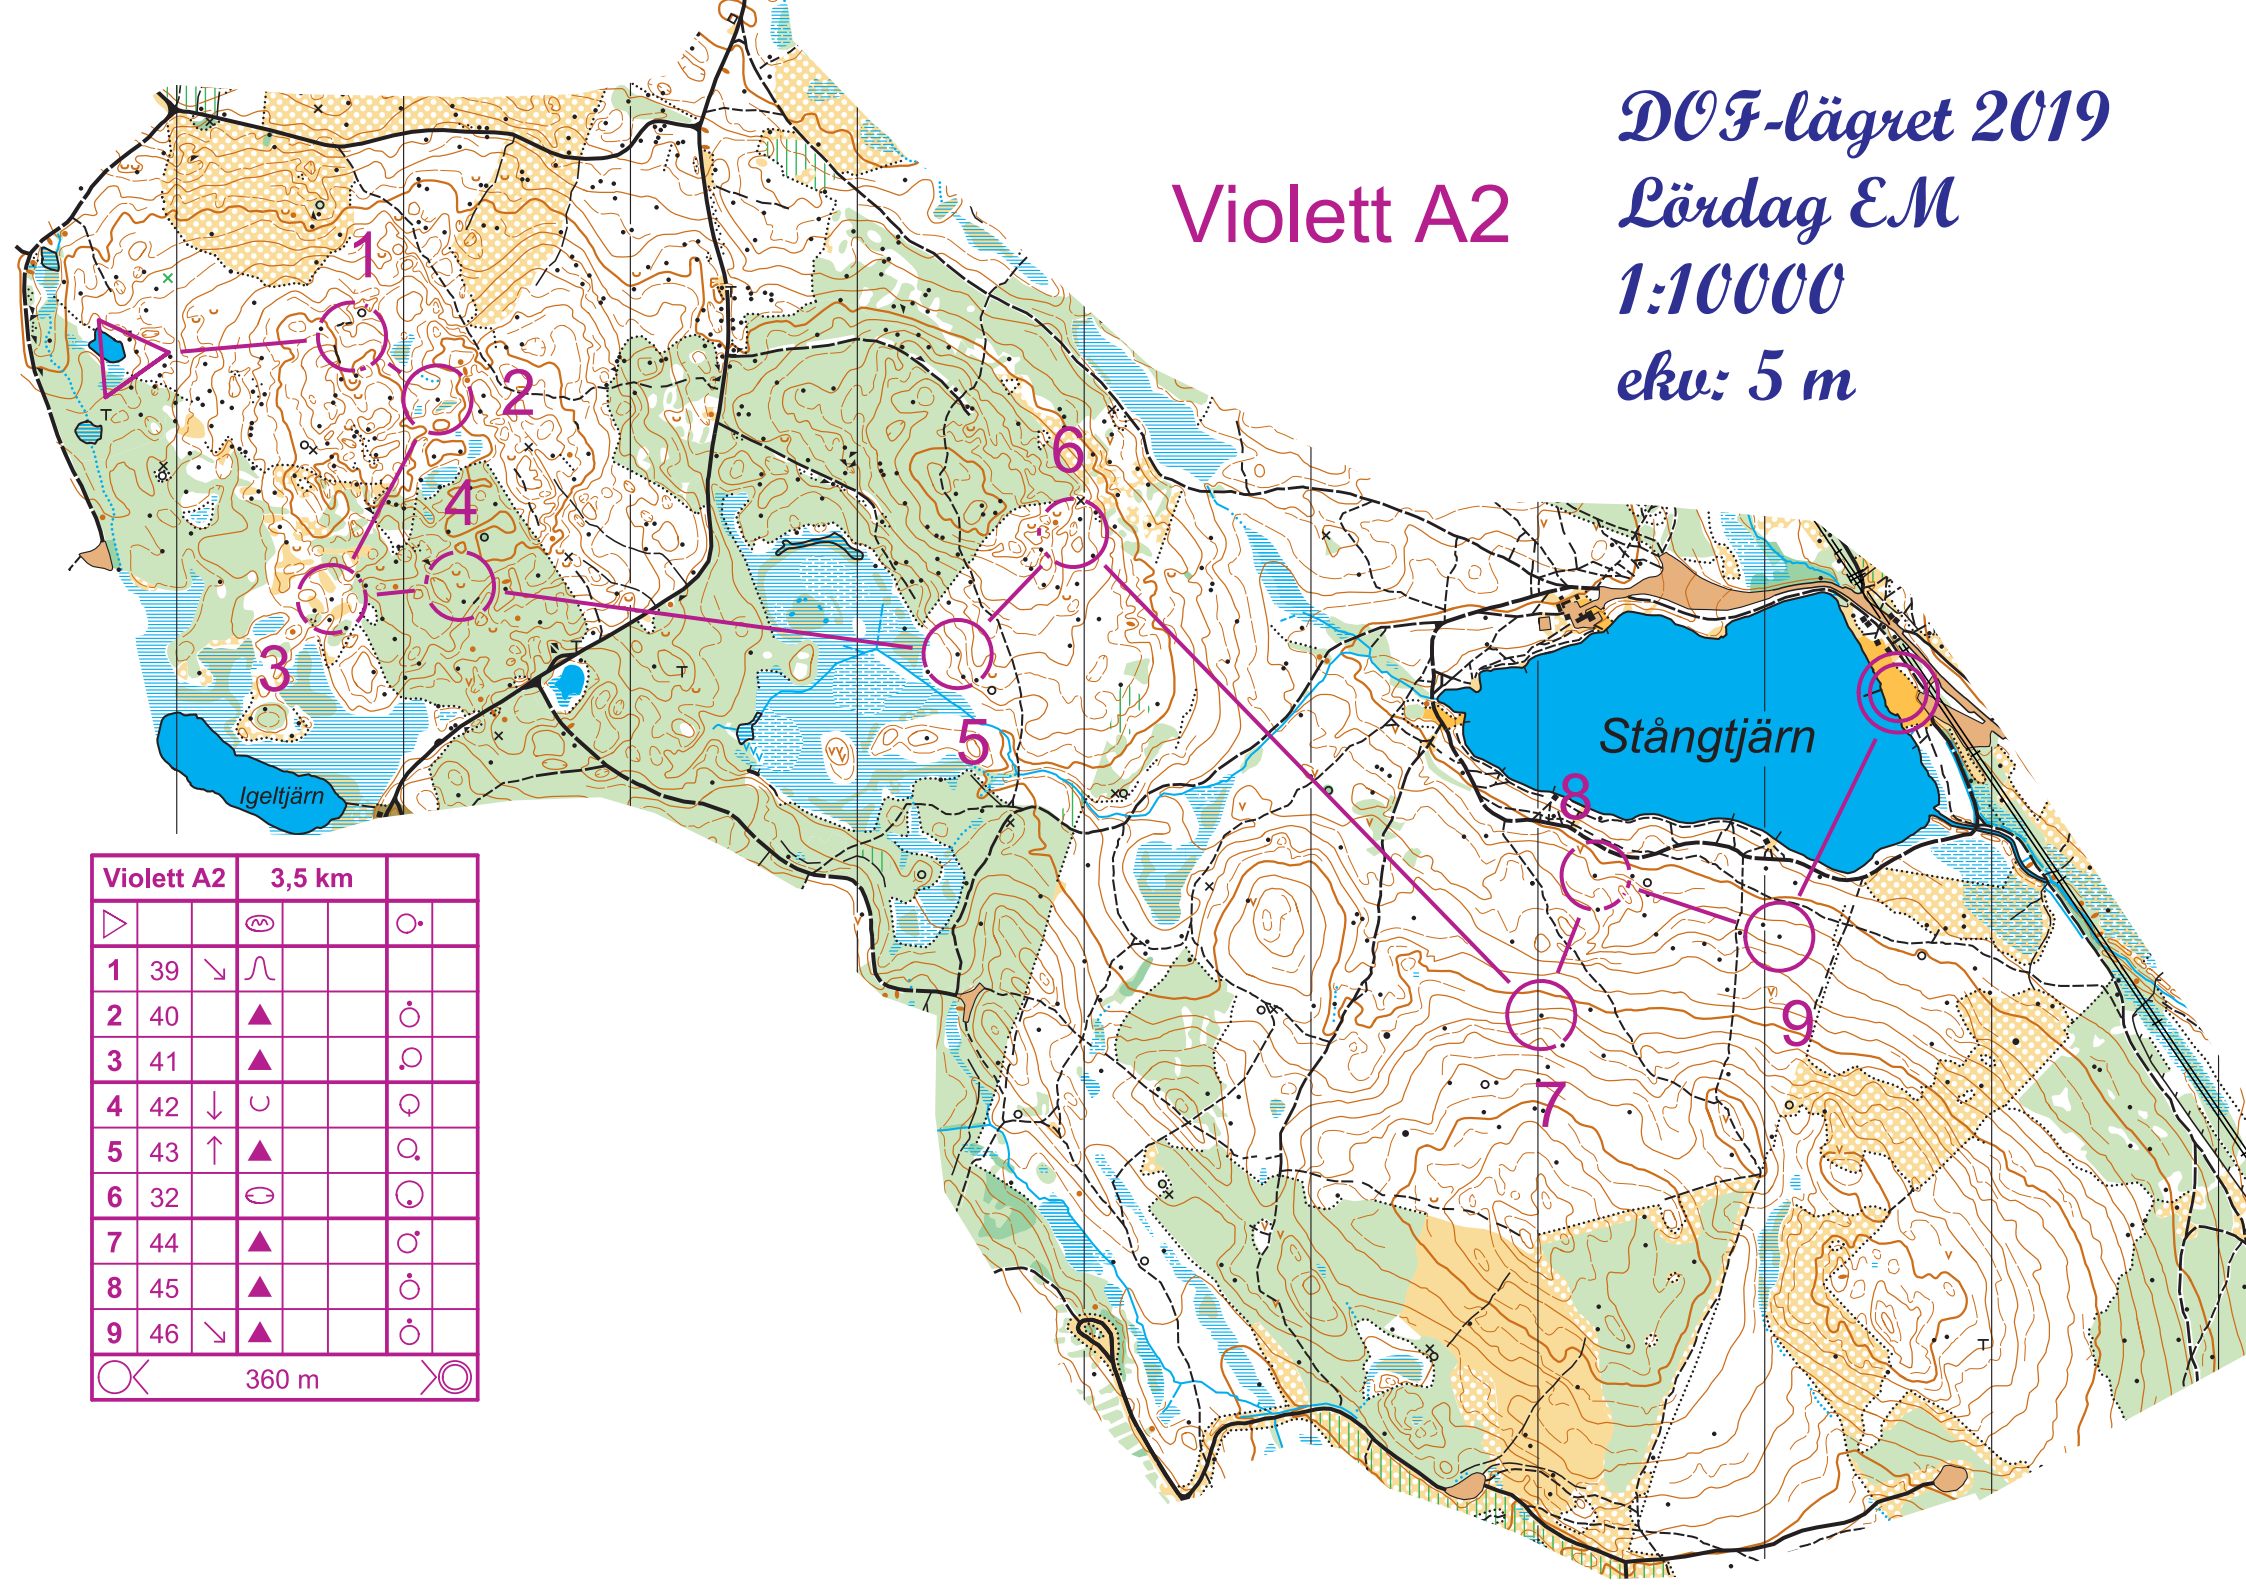 DOF-lägret 2019
Lördag EM
1:10000
ekv: 5 m
Violett A2
1
2
3
4
5
6
7
8
9
Stångtjärn
Igeltjärn
Violett A2 3,5 km
1 39
2 40
3 41
4 42
5 43
6 32
7 44
8 45
9 46
360 m